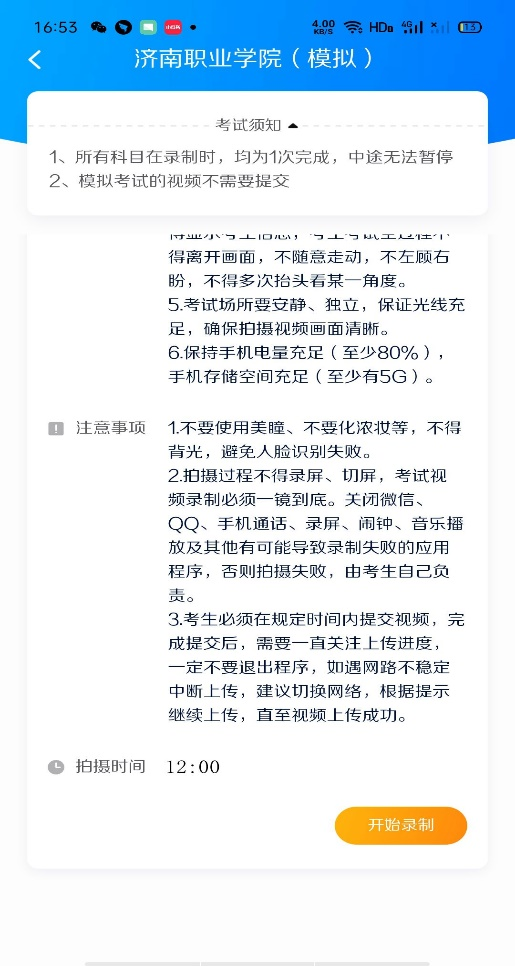 16:53
4.00 KB/S HD 4G 13
济南职业学院（模拟）
考试须知
1、所有科目在录制时，均为1次完成，中途无法暂停
2、模拟考试的视频不需要提交
得显示考生信息，考生考试全过程不
得离开画面，不随意走动，不左顾右
盼，不得多次抬头看某一角度。
5.考试场所要安静、独立，保证光线充
足，确保拍摄视频画面清晰。
6.保持手机电量充足（至少80%），
手机存储空间充足（至少有5G）。
注意事项
1.不要使用美瞳、不要化浓妆等，不得
背光，避免人脸识别失败。
2.拍摄过程不得录屏、切屏，考试视
频录制必须一镜到底。关闭微信、
QQ、手机通话、录屏、闹钟、音乐播
放及其他有可能导致录制失败的应用
程序，否则拍摄失败，由考生自己负
责。
3.考生必须在规定时间内提交视频，完
成提交后，需要一直关注上传进度，
一定不要退出程序，如遇网路不稳定
中断上传，建议切换网络，根据提示
继续上传，直至视频上传成功。
拍摄时间 12:00
开始录制